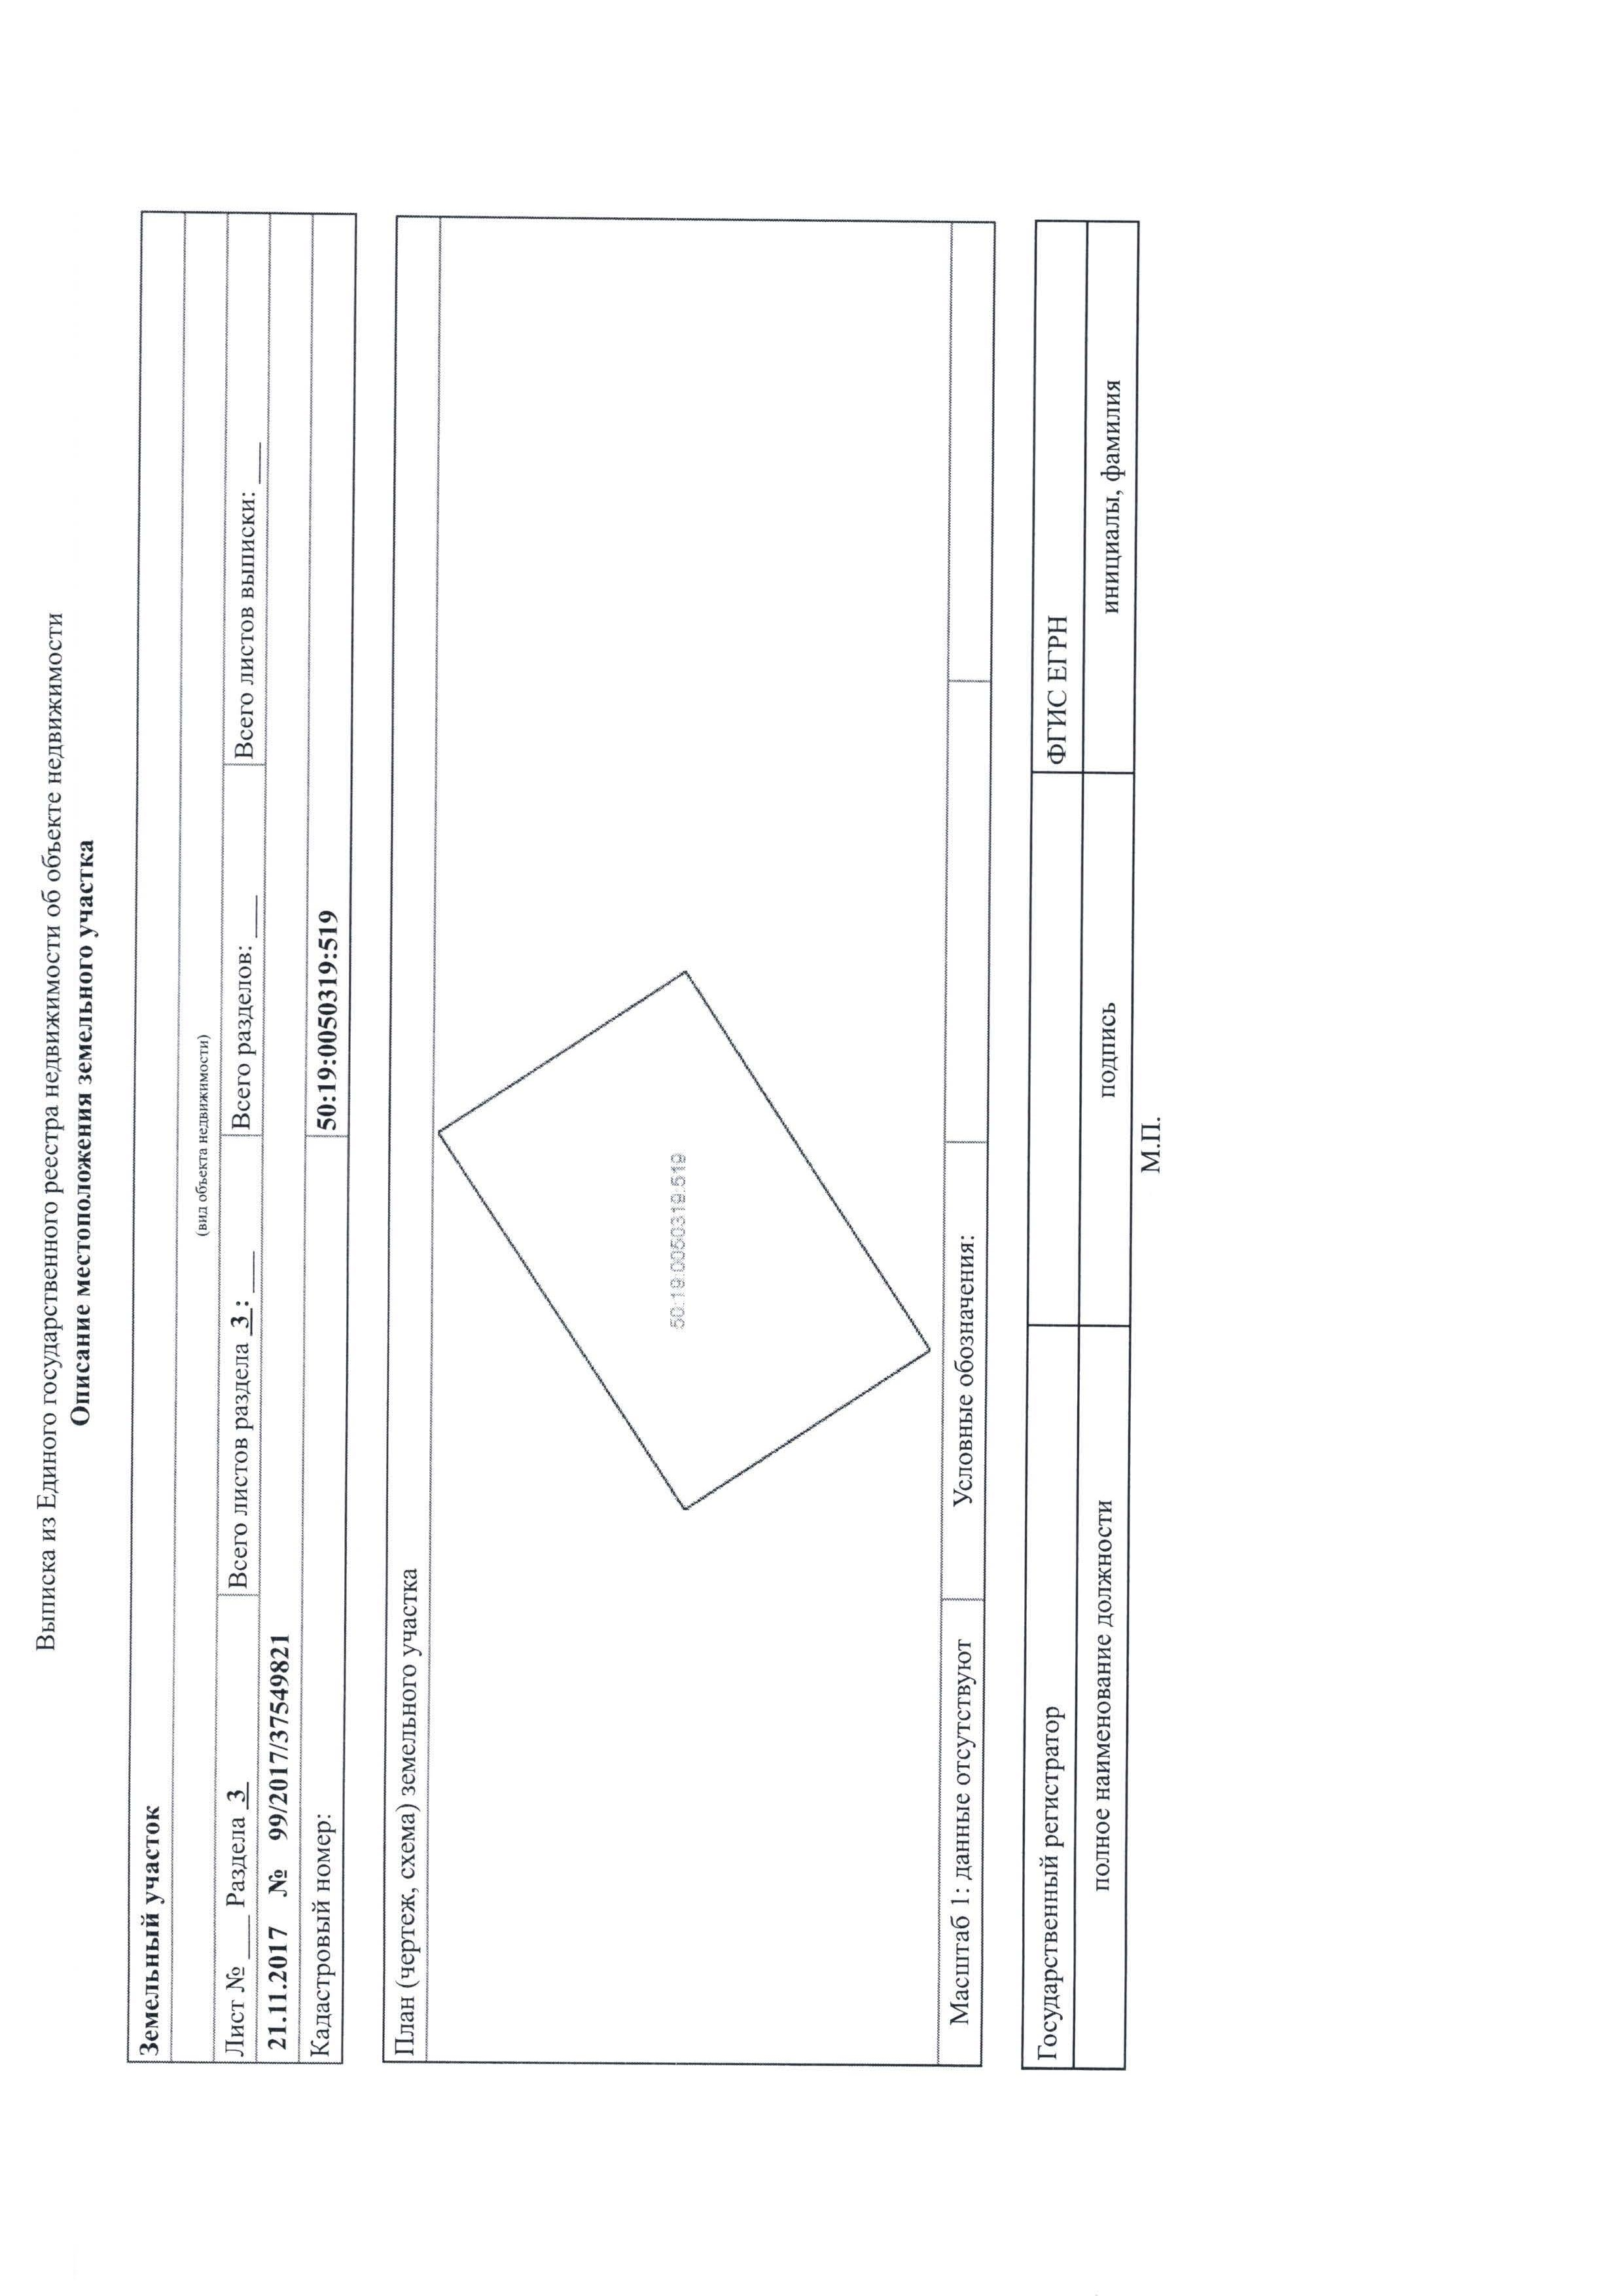 Выписка из Единого государственного реестра недвижимости об объекте недвижимости
Описание местоположения земельного участка
Земельный участок
(вид объекта недвижимости)
Лист № ___ Раздела 3 Всего листов раздела 3 : ___ Всего разделов: ___ Всего листов выписки: ___
21.11.2017 № 99/2017/37549821
Кадастровый номер: 50:19:0050319:519
План (чертеж, схема) земельного участка
50:19:0050319:519
Масштаб 1: данные отсутствуют Условные обозначения:
Государственный регистратор ФГИС ЕГРН
полное наименование должности подпись инициалы, фамилия
М.П.